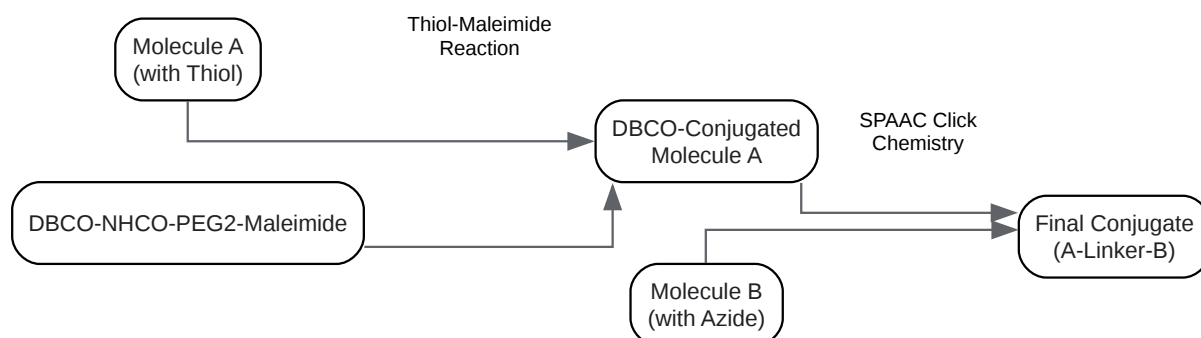 Thiol-Maleimide
Reaction
Molecule A
(with Thiol)
DBCO-Conjugated
Molecule A
SPAAC Click
Chemistry
DBCO-NHCO-PEG2-Maleimide
Final Conjugate
(A-Linker-B)
Molecule B
(with Azide)